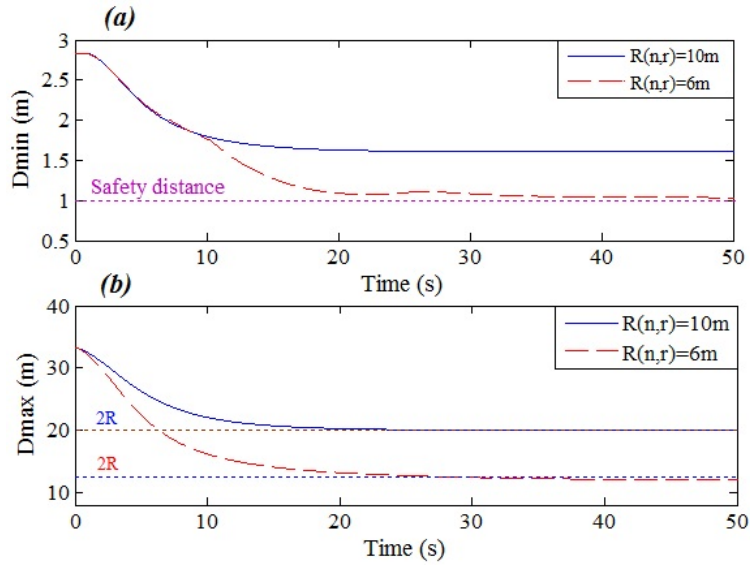 (a)
3
2.5
2
1.5
1
0.5
Dmin (m)
R(n,r)=10m
R(n,r)=6m
Safety distance
0 10 20 30 40 50
Time (s)
(b)
40
30
20
10
Dmax (m)
R(n,r)=10m
R(n,r)=6m
2R
2R
0 10 20 30 40 50
Time (s)